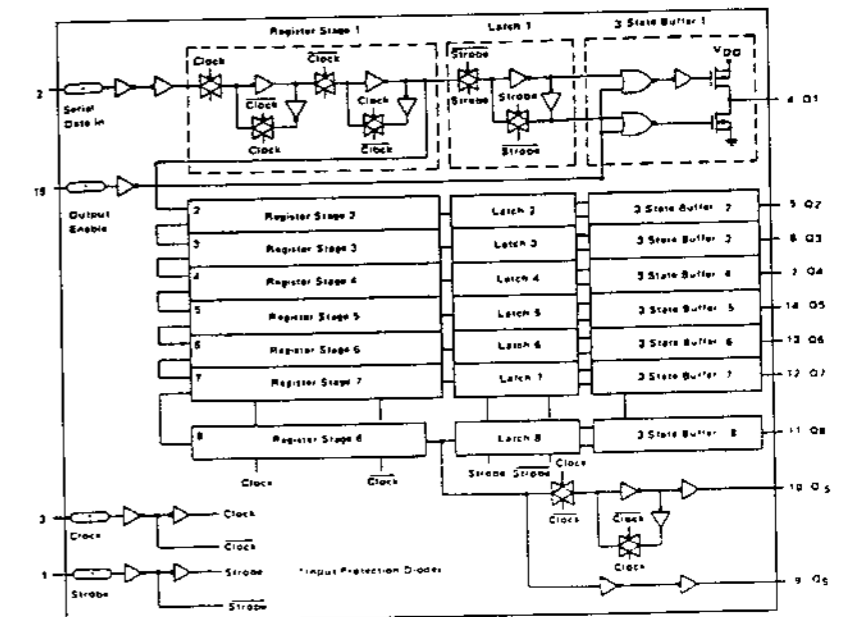 Register Stage 1
Latch 1
3 State Buffer 1
Clock
Clock
Strobe
VDD
2
Serial
Data In
Clock
Clock
Strobe
Strobe
4 Q1
Clock
Clock
Strobe
15
Output
Enable
2 Register Stage 2
Latch 2
3 State Buffer 2
5 Q2
3 Register Stage 3
Latch 3
3 State Buffer 3
6 Q3
4 Register Stage 4
Latch 4
3 State Buffer 4
7 Q4
5 Register Stage 5
Latch 5
3 State Buffer 5
14 Q5
6 Register Stage 6
Latch 6
3 State Buffer 6
13 Q6
7 Register Stage 7
Latch 7
3 State Buffer 7
12 Q7
8 Register Stage 8
Latch 8
3 State Buffer 8
11 Q8
Clock
Clock
Strobe Strobe
Clock
10 QS
Clock
Clock
Clock
3
Clock
Clock
Clock
1
Strobe
Strobe
Strobe
*Input Protection Diodes
9 QS